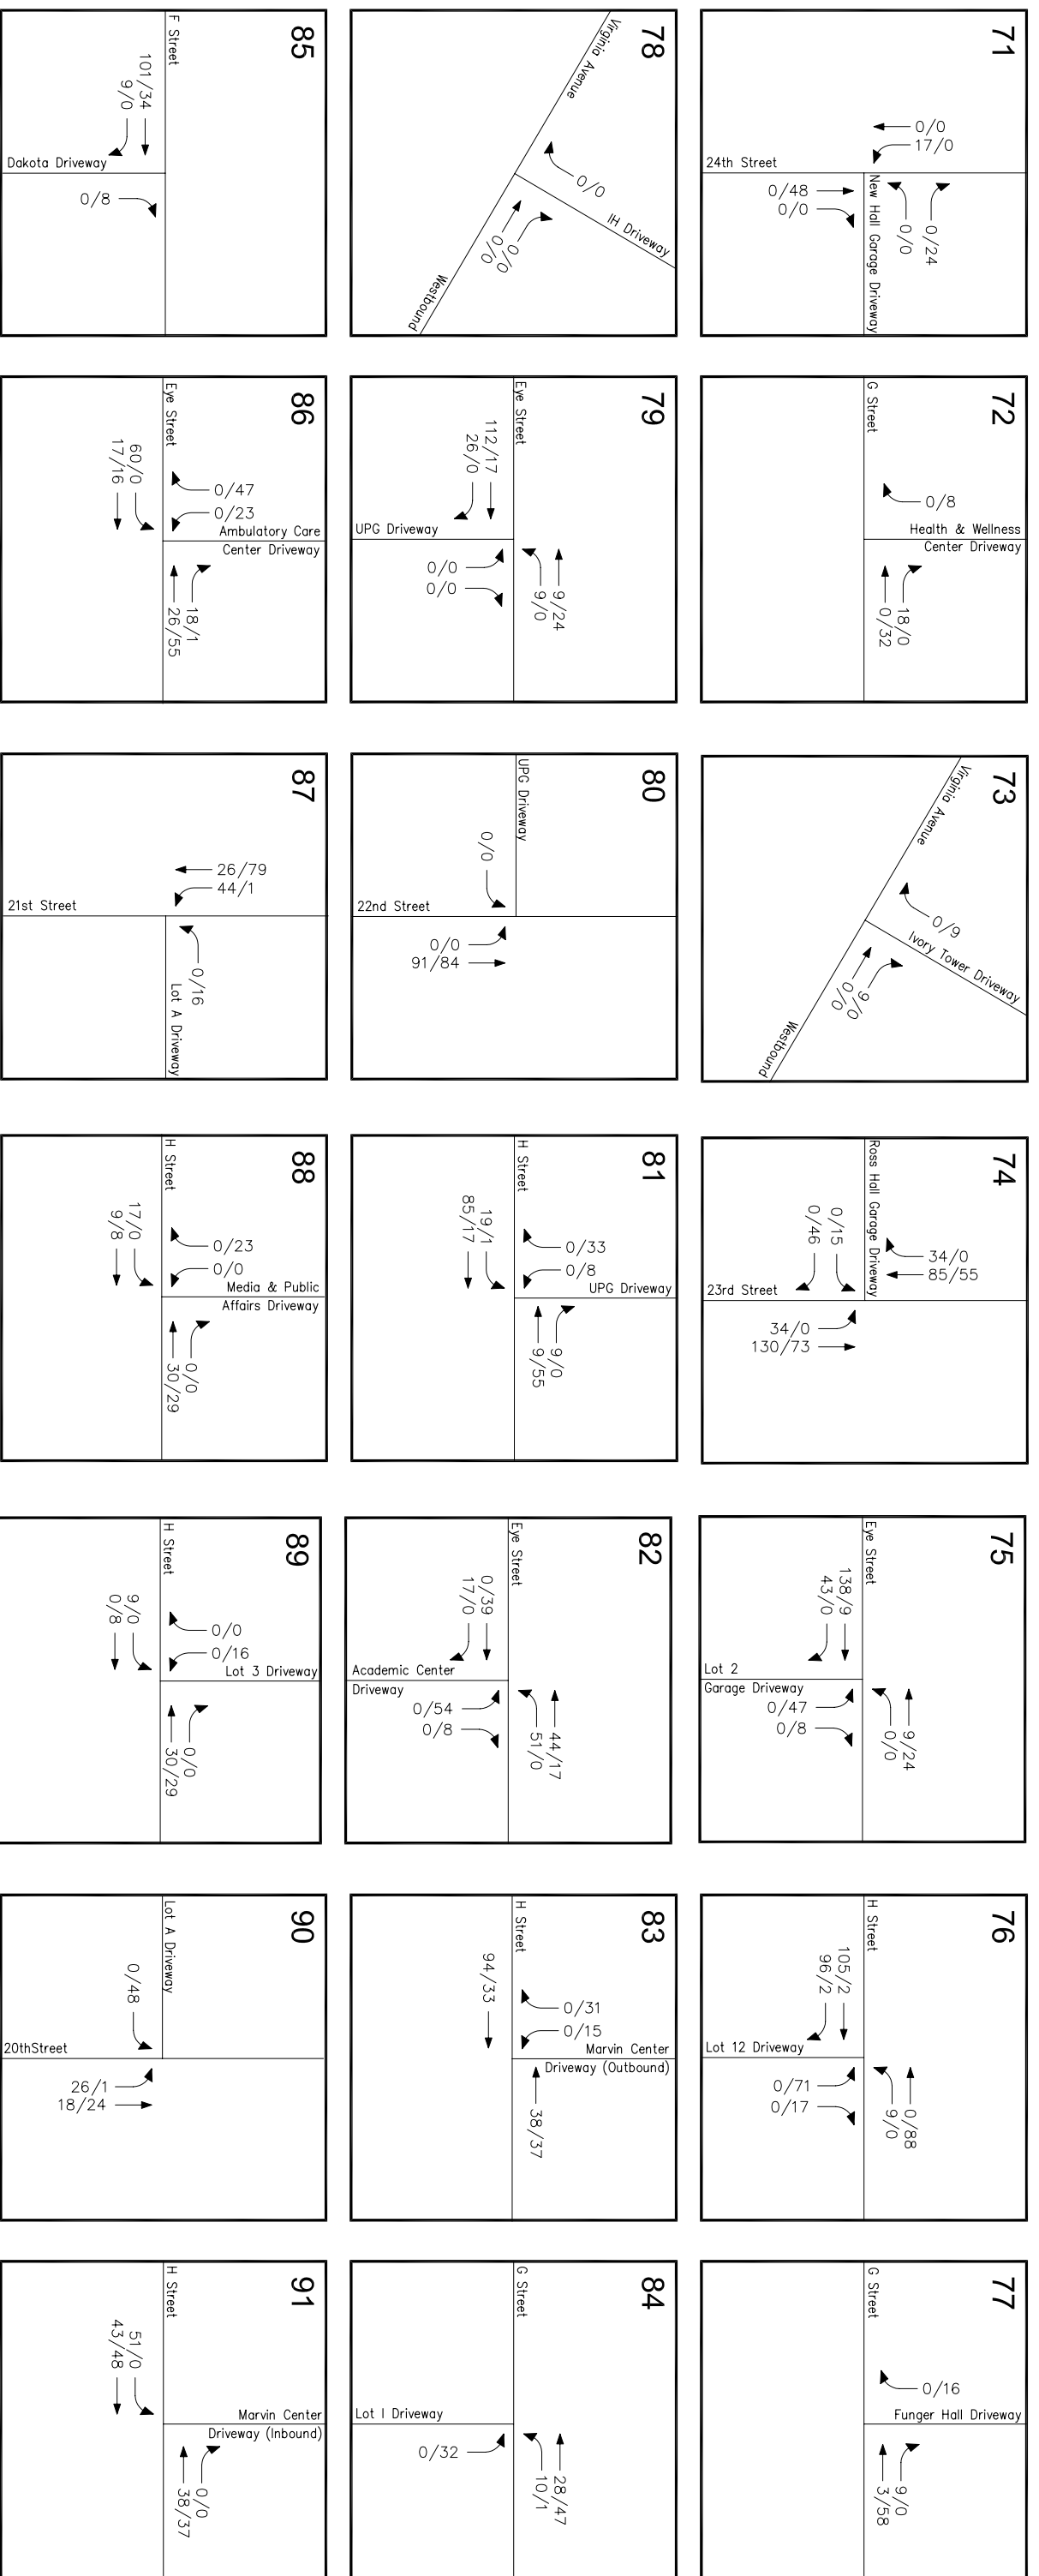 71
0/0
17/0
24th Street
New Hall Garage Driveway
0/48
0/0
0/24
0/0
72
G Street
0/8
Health & Wellness
Center Driveway
18/0
0/32
73
Virginia Avenue
0/9
Ivory Tower Driveway
9/0
0/0
Westbound
74
Ross Hall Garage Driveway
34/0
85/55
0/15
0/46
23rd Street
34/0
130/73
75
Eye Street
138/9
43/0
Lot 2
Garage Driveway
0/47
0/8
9/24
0/0
76
H Street
105/2
96/2
Lot 12 Driveway
0/71
0/17
0/88
9/0
77
G Street
0/16
Funger Hall Driveway
9/0
3/58
78
Virginia Avenue
0/0
IH Driveway
0/0
0/0
Westbound
79
Eye Street
112/17
26/0
UPG Driveway
0/0
0/0
9/24
9/0
80
UPG Driveway
0/0
22nd Street
0/0
91/84
81
H Street
0/33
0/8
UPG Driveway
19/1
85/17
9/0
9/55
82
Eye Street
0/39
17/0
Academic Center
Driveway
0/54
0/8
44/17
51/0
83
H Street
0/31
0/15
Marvin Center
Driveway (Outbound)
94/33
38/37
84
G Street
Lot I Driveway
0/32
28/47
10/1
85
F Street
101/34
9/0
Dakota Driveway
0/8
86
Eye Street
0/47
0/23
Ambulatory Care
Center Driveway
60/0
17/16
18/1
26/55
87
26/79
44/1
21st Street
0/16
Lot A Driveway
88
H Street
0/23
0/0
Media & Public
Affairs Driveway
17/0
9/8
0/0
30/29
89
H Street
0/0
0/16
Lot 3 Driveway
9/0
0/8
0/0
30/29
90
Lot A Driveway
0/48
20thStreet
26/1
18/24
91
H Street
51/0
43/48
Marvin Center
Driveway (Inbound)
0/0
38/37